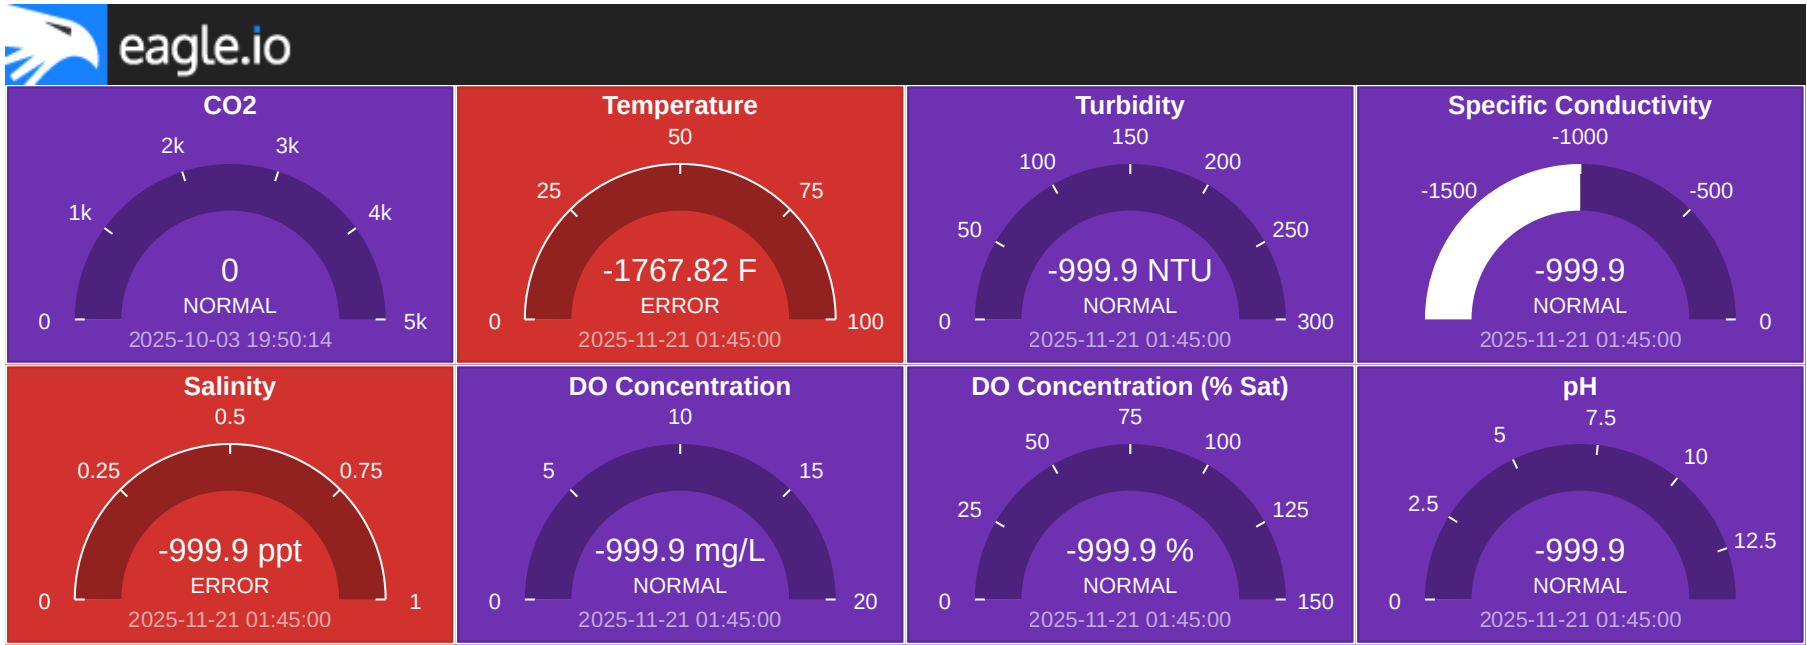 eagle.io
CO2
2k 3k
1k 4k
0
NORMAL
0 5k
2025-10-03 19:50:14
Temperature
50
25 75
-1767.82 F
ERROR
0 100
2025-11-21 01:45:00
Turbidity
150
100 200
50 250
-999.9 NTU
NORMAL
0 300
2025-11-21 01:45:00
Specific Conductivity
-1000
-1500 -500
-999.9
NORMAL
0
2025-11-21 01:45:00
Salinity
0.5
0.25 0.75
-999.9 ppt
ERROR
0 1
2025-11-21 01:45:00
DO Concentration
10
5 15
-999.9 mg/L
NORMAL
0 20
2025-11-21 01:45:00
DO Concentration (% Sat)
75
50 100
25 125
-999.9 %
NORMAL
0 150
2025-11-21 01:45:00
pH
7.5
5 10
2.5 12.5
-999.9
NORMAL
0
2025-11-21 01:45:00